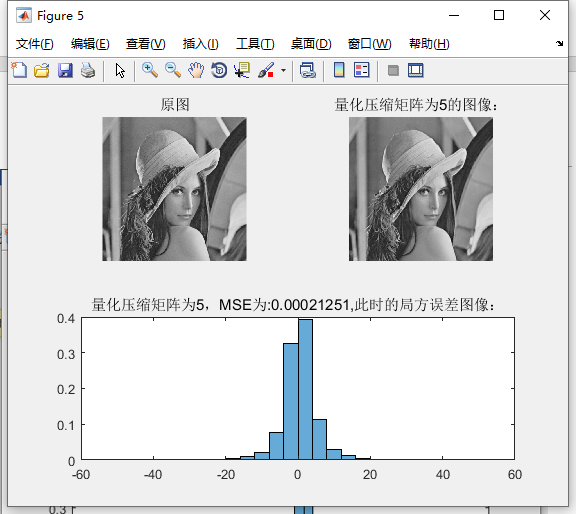 Figure 5
文件(F) 编辑(E) 查看(V) 插入(I) 工具(T) 桌面(D) 窗口(W) 帮助(H)
原图
量化压缩矩阵为5的图像：
量化压缩矩阵为5，MSE为:0.00021251,此时的局方误差图像：
0.4
0.3
0.2
0.1
0
-60 -40 -20 0 20 40 60
0.3